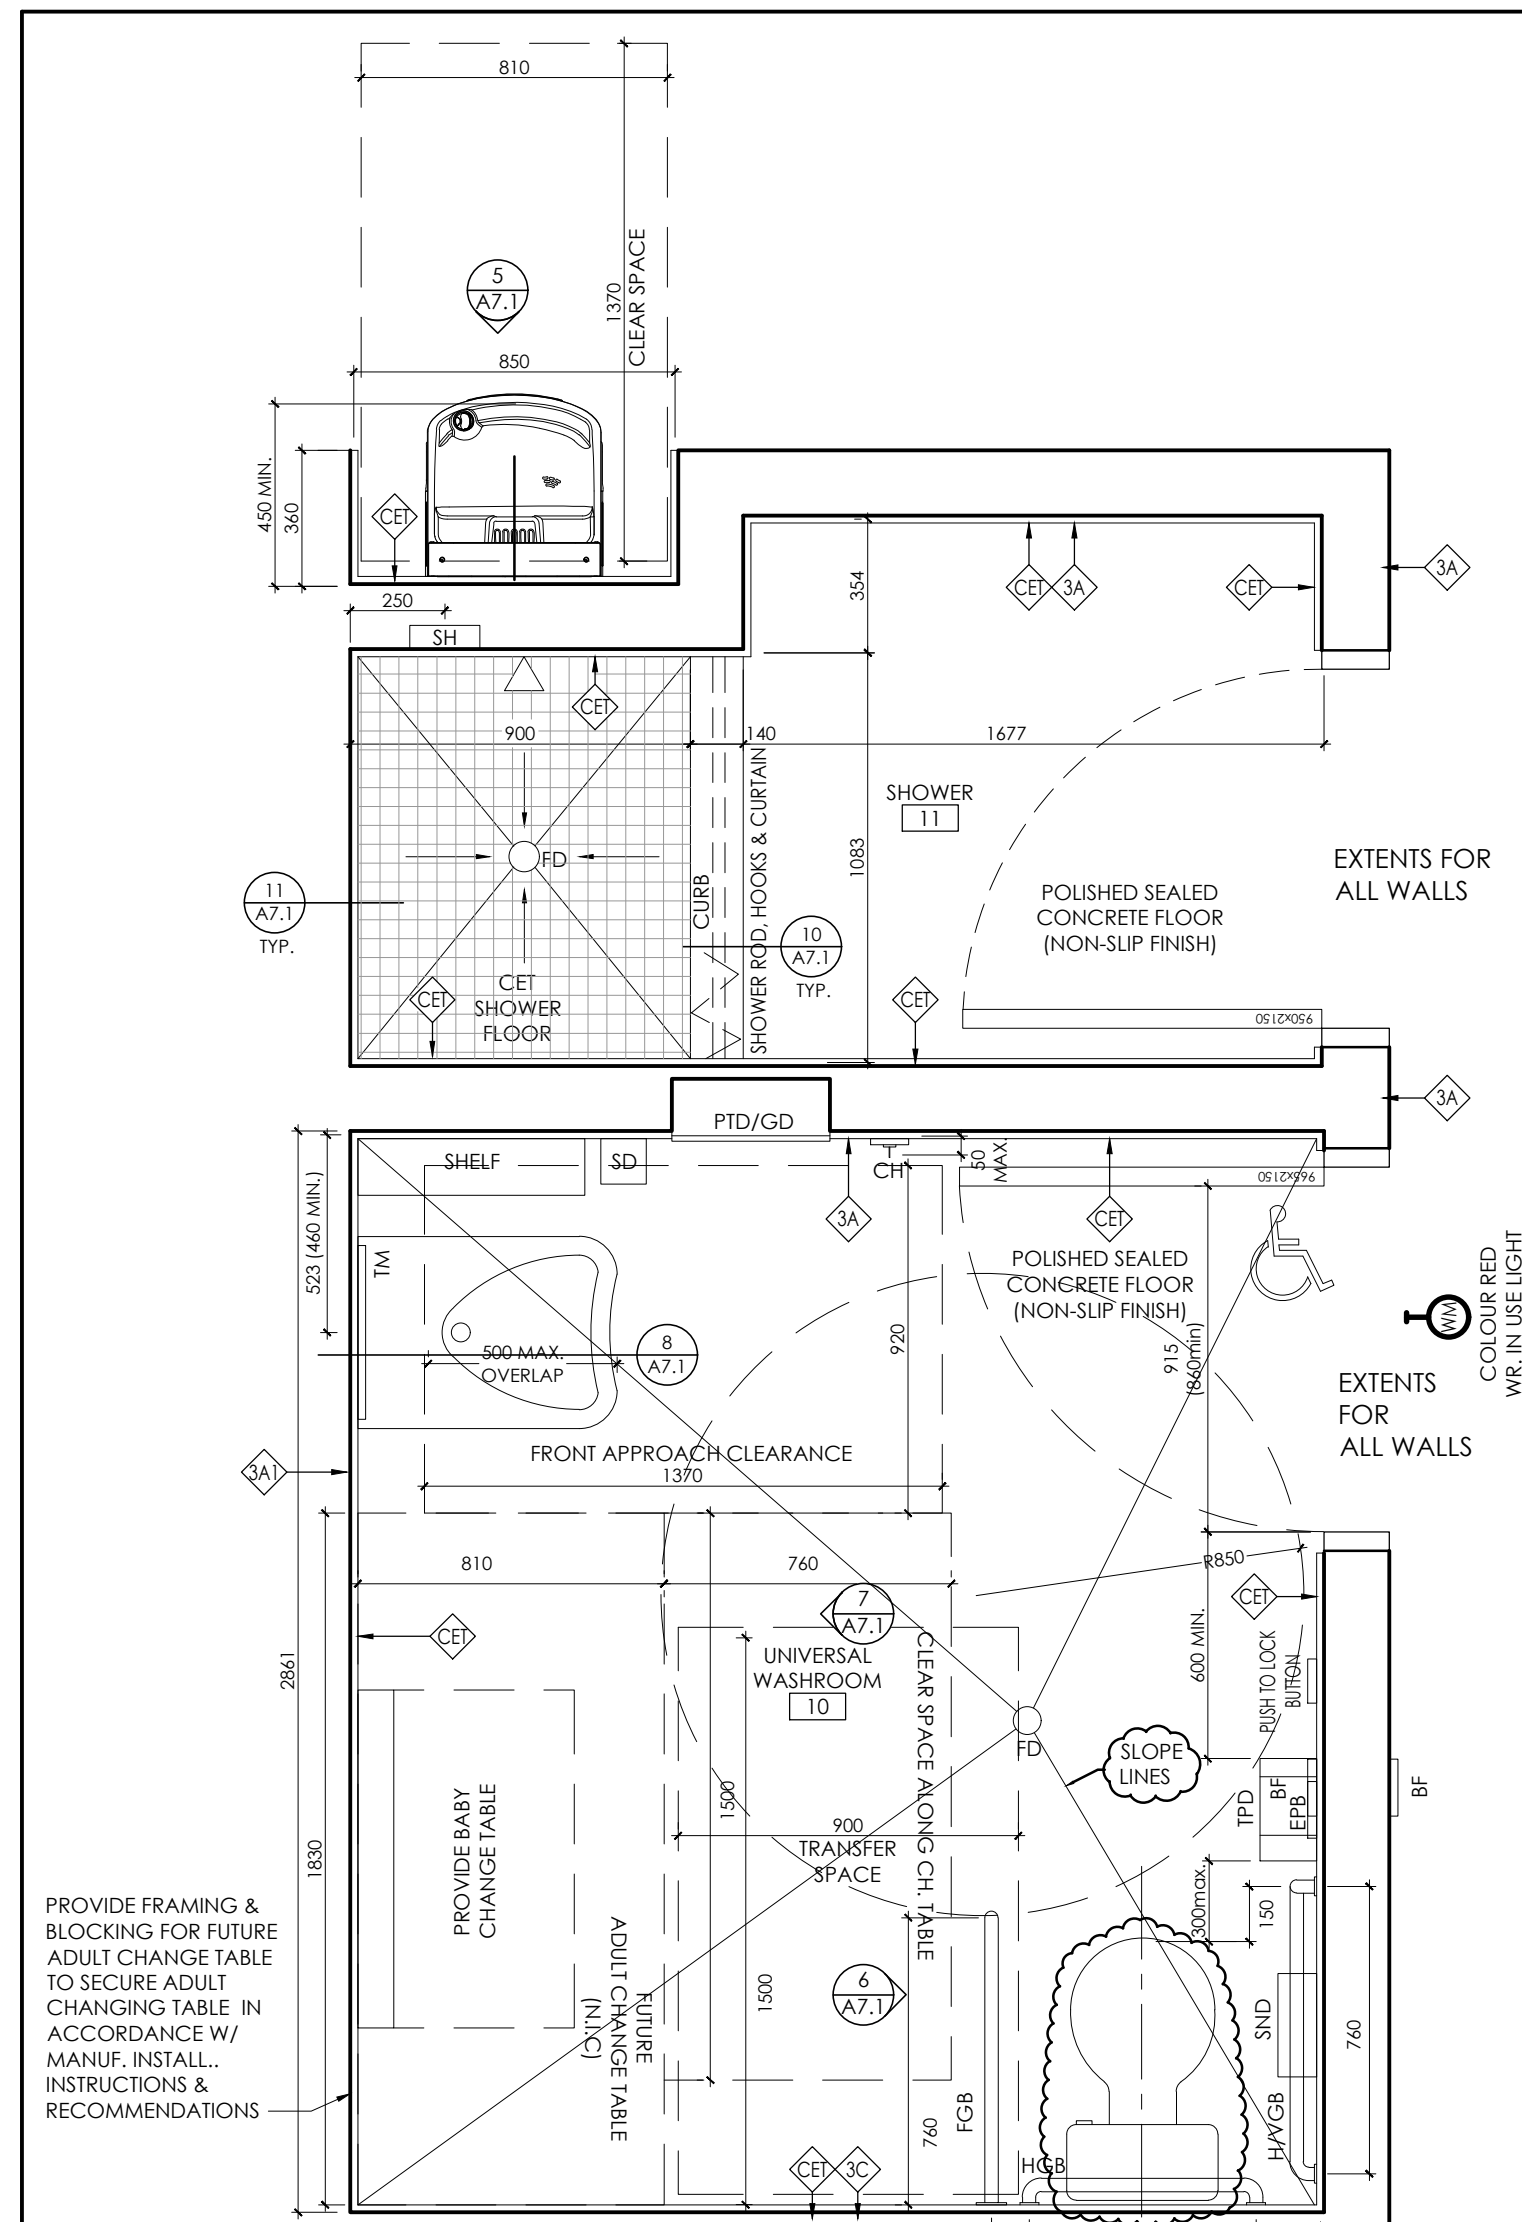 810
1370
CLEAR SPACE
5
A7.1
850
450 MIN.
360
CET
250
SH
354
CET
3A
CET
3A
CET
900
140
1677
SHOWER
11
1083
SHOWER ROD, HOOKS & CURTAIN
CURB
FD
11
A7.1
TYP.
10
A7.1
TYP.
POLISHED SEALED
CONCRETE FLOOR
(NON-SLIP FINISH)
EXTENTS FOR
ALL WALLS
CET
SHOWER
FLOOR
CET
CET
950x2150
3A
PTD/GD
SHELF
SD
CH
50
MAX.
965x2150
523 (460 MIN.)
TM
3A
CET
POLISHED SEALED
CONCRETE FLOOR
(NON-SLIP FINISH)
920
915
(860min)
WM
COLOUR RED
WR. IN USE LIGHT
500 MAX.
OVERLAP
8
A7.1
EXTENTS
FOR
ALL WALLS
FRONT APPROACH CLEARANCE
1370
3A1
810
760
R850
7
A7.1
CET
CET
2861
UNIVERSAL
WASHROOM
10
CLEAR SPACE ALONG CH. TABLE
600 MIN.
PUSH TO LOCK
BUTTON
FD
SLOPE
LINES
1500
900
TRANSFER
SPACE
TPD
BF
EPB
BF
1830
PROVIDE BABY
CHANGE TABLE
300max.
150
PROVIDE FRAMING &
BLOCKING FOR FUTURE
ADULT CHANGE TABLE
TO SECURE ADULT
CHANGING TABLE IN
ACCORDANCE W/
MANUF. INSTALL..
INSTRUCTIONS &
RECOMMENDATIONS
FUTURE
ADULT CHANGE TABLE
(N.I.C)
1500
6
A7.1
SND
760
760
FGB
H/VGB
HGB
CET
3C